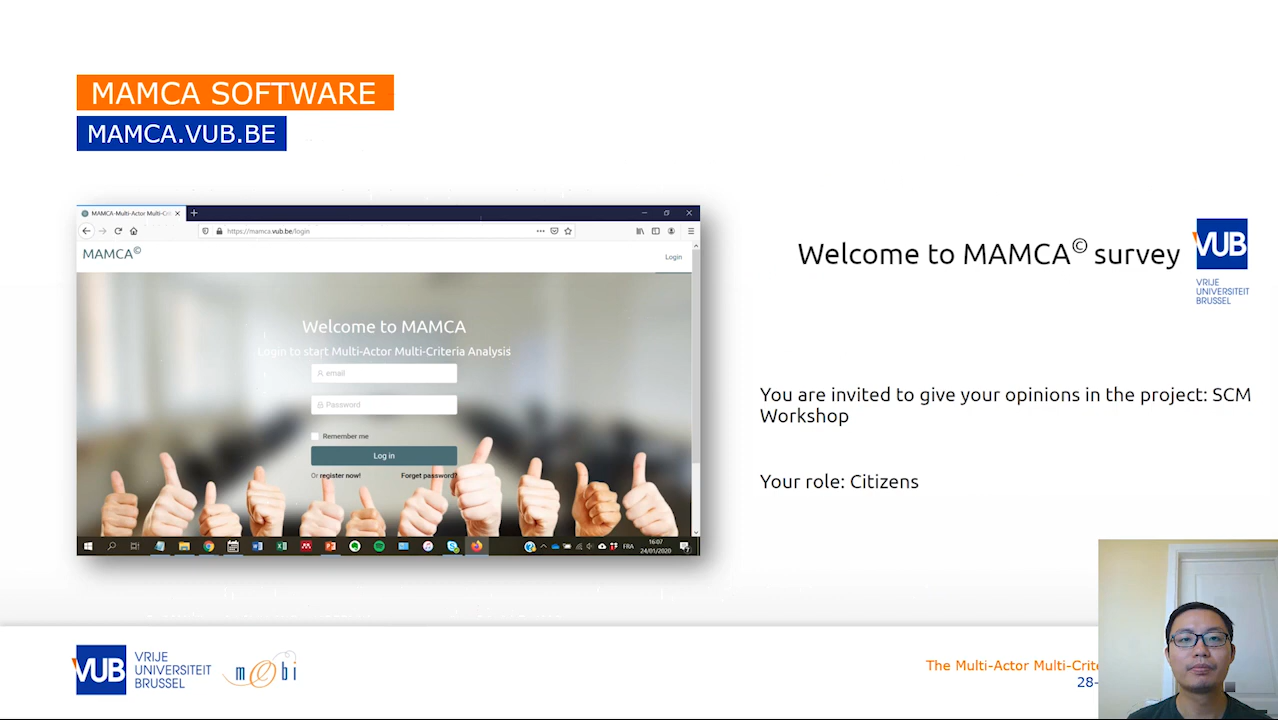 MAMCA SOFTWARE
MAMCA.VUB.BE
MAMCA-Multi-Actor Multi-Cri
https://mamca.vub.be/login
MAMCA©
Login
Welcome to MAMCA
Login to start Multi-Actor Multi-Criteria Analysis
email
Password
Remember me
Log in
Or register now!
Forget password?
FRA
16:07
24/01/2020
Welcome to MAMCA© survey
VUB
VRIJE
UNIVERSITEIT
BRUSSEL
You are invited to give your opinions in the project: SCM
Workshop
Your role: Citizens
VUB
VRIJE
UNIVERSITEIT
BRUSSEL
mobi
The Multi-Actor Multi-Crite
28-